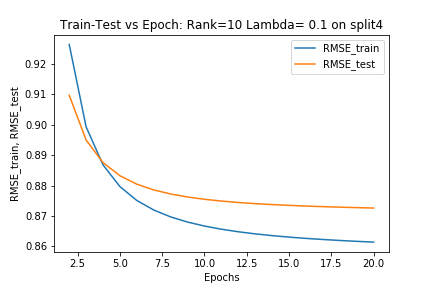 Train-Test vs Epoch: Rank=10 Lambda= 0.1 on split4
RMSE_train
RMSE_test
RMSE_train, RMSE_test
0.92
0.91
0.90
0.89
0.88
0.87
0.86
2.5 5.0 7.5 10.0 12.5 15.0 17.5 20.0
Epochs